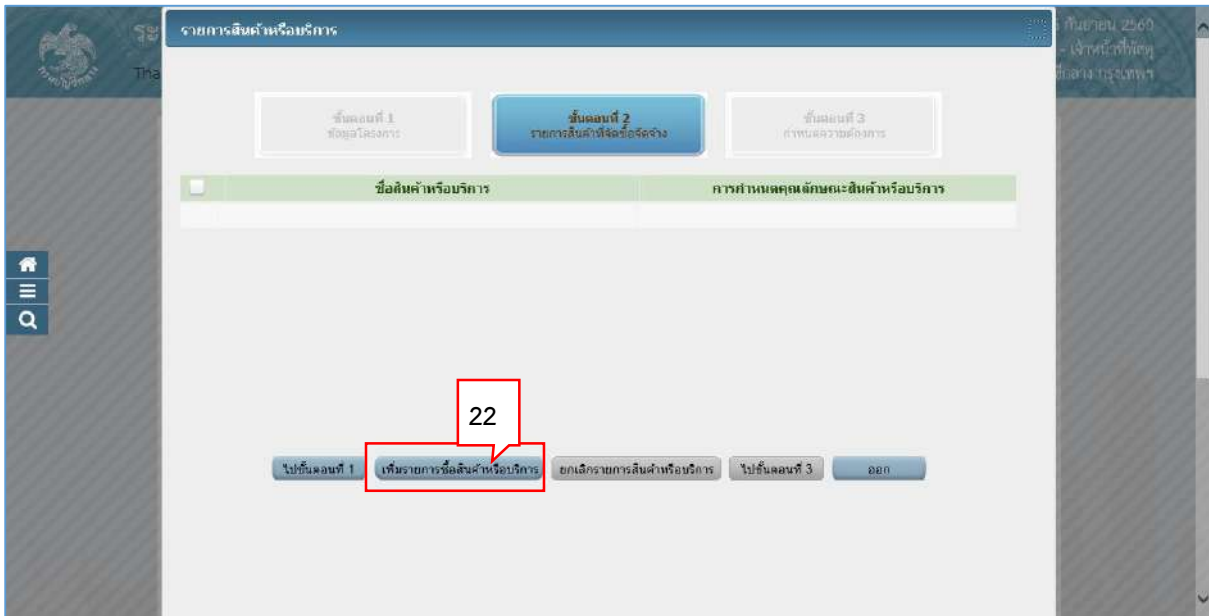 รายการสินค้าหรือบริการ
กันยายน 2560
- เจ้าหน้าที่พัสดุ
ระ
Tha
ขั้นตอนที่ 1
ข้อมูลโครงการ
ขั้นตอนที่ 2
รายการสินค้าที่จัดซื้อจัดจ้าง
ขั้นตอนที่ 3
กำหนดความต้องการ
ชื่อสินค้าหรือบริการ การกำหนดคุณลักษณะสินค้าหรือบริการ
22
ไปขั้นตอนที่ 1 เพิ่มรายการซื้อสินค้าหรือบริการ ยกเลิกรายการสินค้าหรือบริการ ไปขั้นตอนที่ 3 ออก